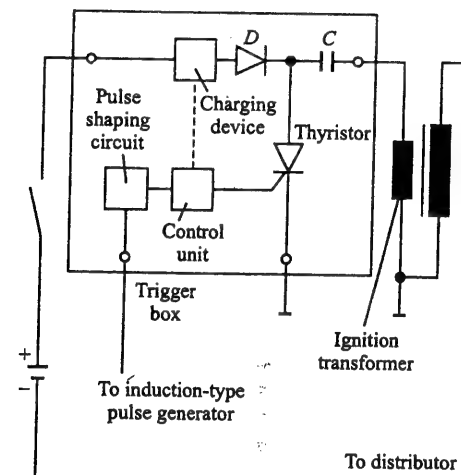 D
C
Pulse
shaping
circuit
Charging
device
Thyristor
Control
unit
Trigger
box
+
−
Ignition
transformer
To induction-type
pulse generator
To distributor